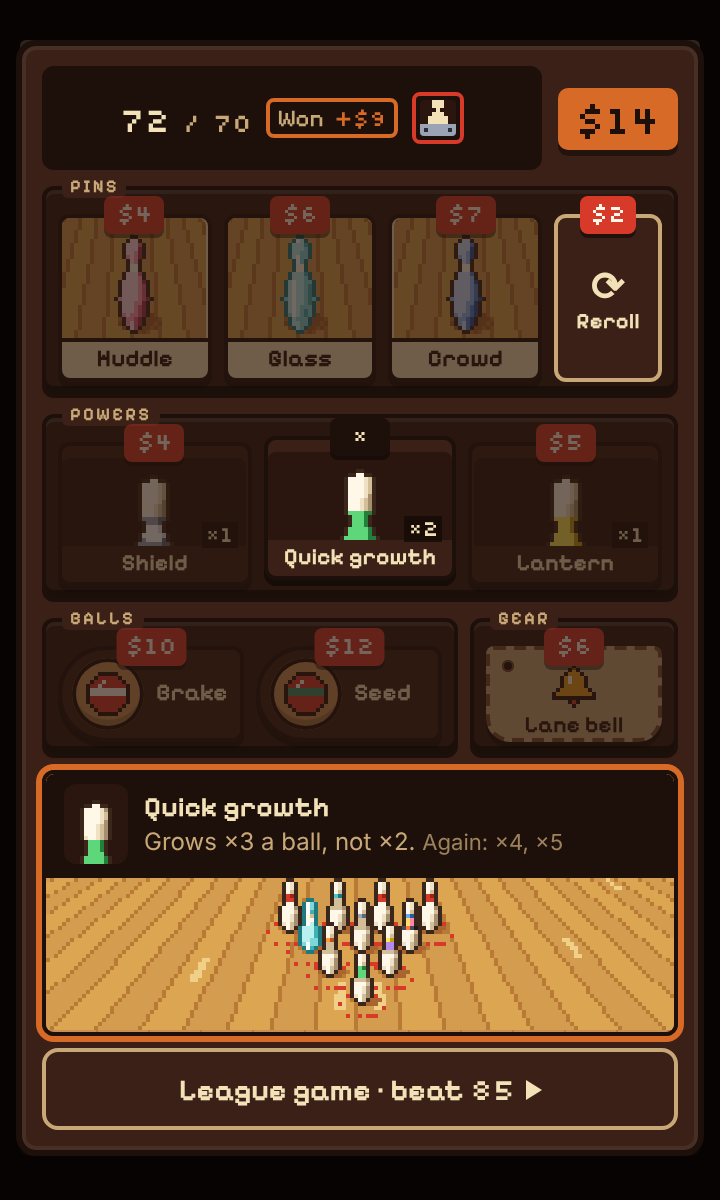 72 / 70 Won +$9 $14
PINS
$4 $6 $7 $2
Huddle Glass Crowd Reroll
POWERS
$4 × $5
×1 ×2 ×1
Shield Quick growth Lantern
BALLS GEAR
$10 $12 $6
Brake Seed Lane bell
Quick growth
Grows ×3 a ball, not ×2. Again: ×4, ×5
League game · beat 85 ▶